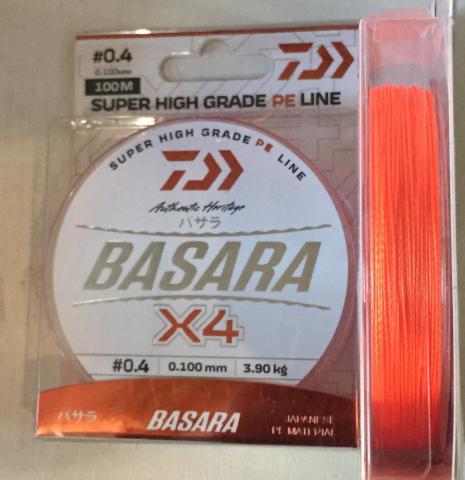 #0.4
0.100mm
100M
SUPER HIGH GRADE PE LINE
SUPER HIGH GRADE PE LINE
Authentic Heritage
バサラ
BASARA
X4
#0.4 0.100 mm 3.90 kg
バサラ BASARA JAPANESE
PE MATERIAL